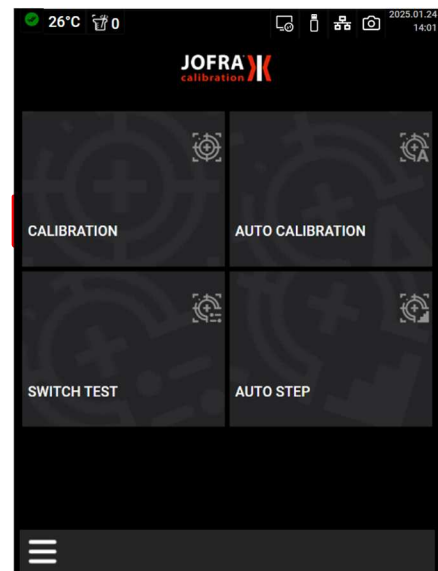 26°C 0
2025.01.24
14:01
JOFRA
calibration
CALIBRATION
AUTO CALIBRATION
SWITCH TEST
AUTO STEP